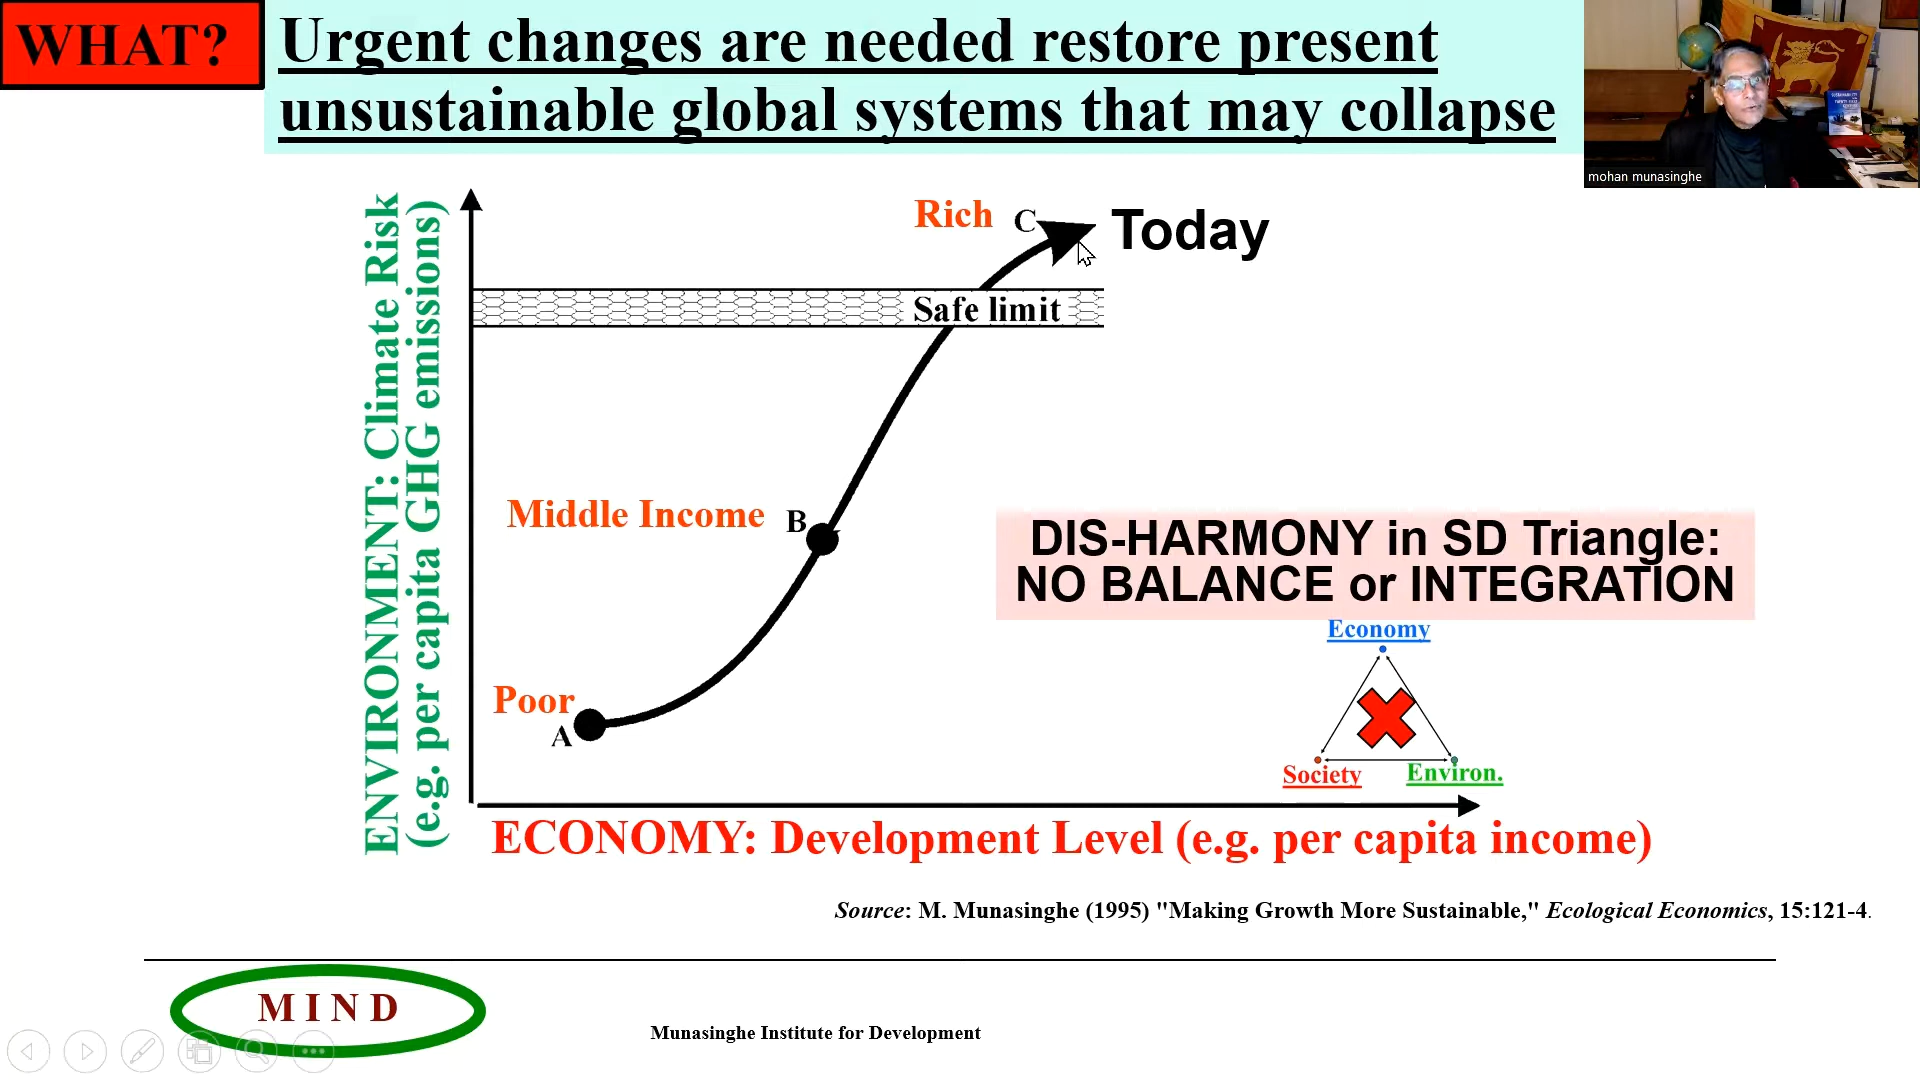 WHAT?
Urgent changes are needed restore present
unsustainable global systems that may collapse
mohan munasinghe
ENVIRONMENT: Climate Risk
(e.g. per capita GHG emissions)
Rich C
Today
Safe limit
Middle Income B
DIS-HARMONY in SD Triangle:
NO BALANCE or INTEGRATION
Economy
Poor
A
Society Environ.
ECONOMY: Development Level (e.g. per capita income)
Source: M. Munasinghe (1995) "Making Growth More Sustainable," Ecological Economics, 15:121-4.
M I N D
Munasinghe Institute for Development